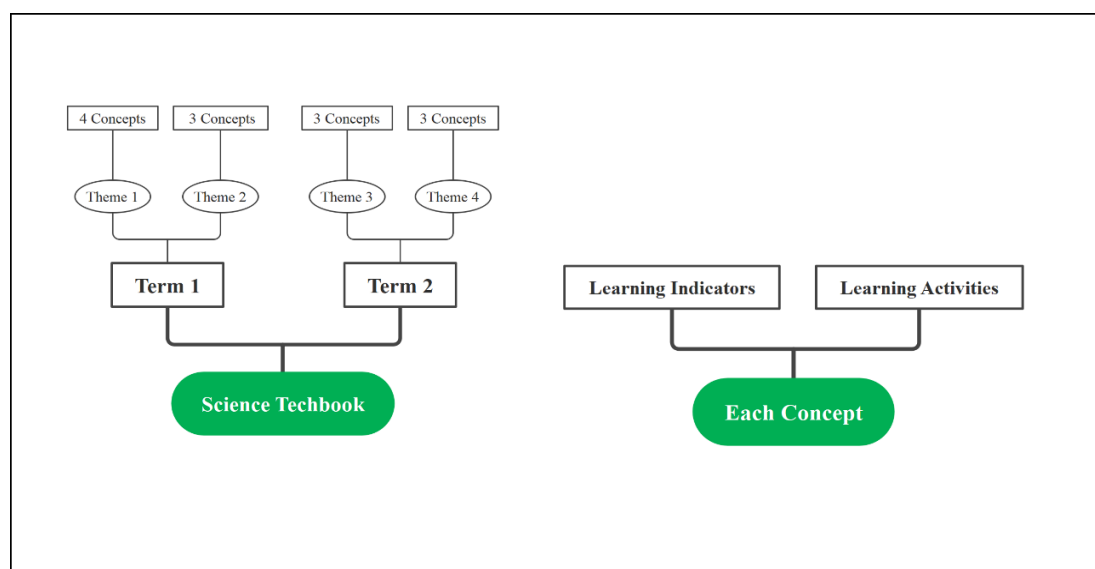 4 Concepts
3 Concepts
3 Concepts
3 Concepts
Theme 1
Theme 2
Theme 3
Theme 4
Term 1
Term 2
Science Techbook
Learning Indicators
Learning Activities
Each Concept